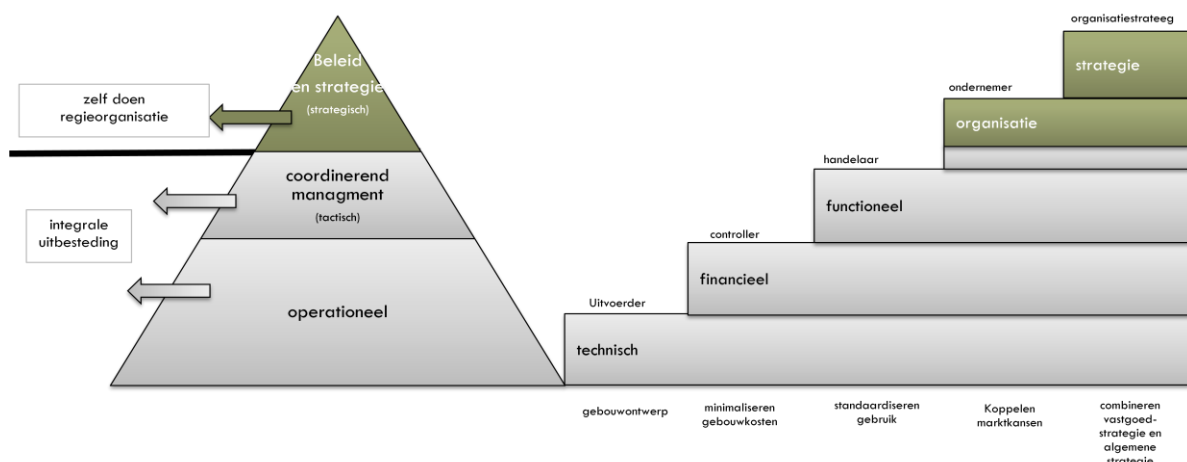 Beleid
en strategie
(strategisch)
zelf doen
regieorganisatie
coordinerend
managment
(tactisch)
integrale
uitbesteding
operationeel
organisatiestrateeg
strategie
ondernemer
organisatie
handelaar
functioneel
controller
financieel
Uitvoerder
technisch
gebouwontwerp
minimaliseren
gebouwkosten
standaardiseren
gebruik
Koppelen
marktkansen
combineren
vastgoed-
strategie en
algemene
strategie